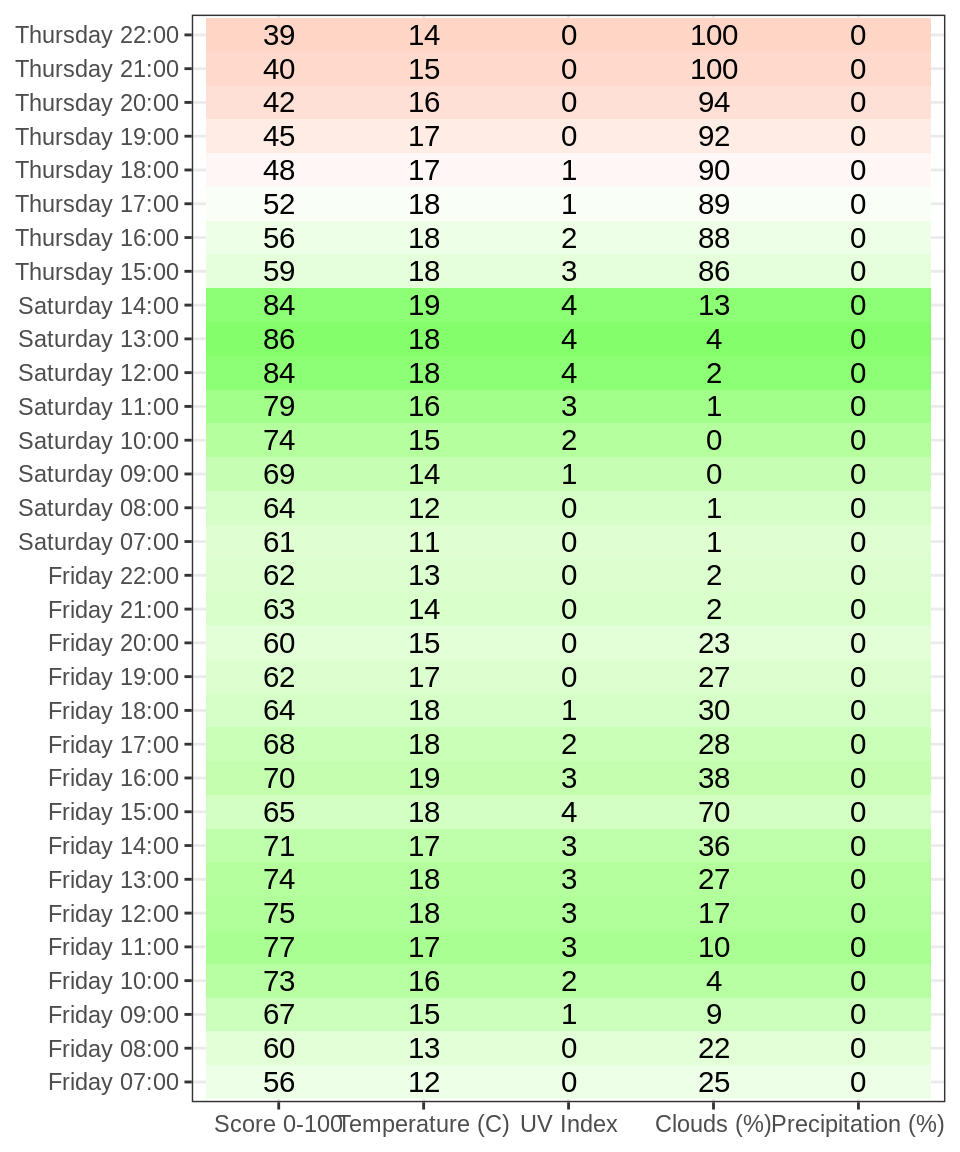 Thursday 22:00 39 14 0 100 0
Thursday 21:00 40 15 0 100 0
Thursday 20:00 42 16 0 94 0
Thursday 19:00 45 17 0 92 0
Thursday 18:00 48 17 1 90 0
Thursday 17:00 52 18 1 89 0
Thursday 16:00 56 18 2 88 0
Thursday 15:00 59 18 3 86 0
Saturday 14:00 84 19 4 13 0
Saturday 13:00 86 18 4 4 0
Saturday 12:00 84 18 4 2 0
Saturday 11:00 79 16 3 1 0
Saturday 10:00 74 15 2 0 0
Saturday 09:00 69 14 1 0 0
Saturday 08:00 64 12 0 1 0
Saturday 07:00 61 11 0 1 0
Friday 22:00 62 13 0 2 0
Friday 21:00 63 14 0 2 0
Friday 20:00 60 15 0 23 0
Friday 19:00 62 17 0 27 0
Friday 18:00 64 18 1 30 0
Friday 17:00 68 18 2 28 0
Friday 16:00 70 19 3 38 0
Friday 15:00 65 18 4 70 0
Friday 14:00 71 17 3 36 0
Friday 13:00 74 18 3 27 0
Friday 12:00 75 18 3 17 0
Friday 11:00 77 17 3 10 0
Friday 10:00 73 16 2 4 0
Friday 09:00 67 15 1 9 0
Friday 08:00 60 13 0 22 0
Friday 07:00 56 12 0 25 0
Score 0-100 Temperature (C) UV Index Clouds (%) Precipitation (%)